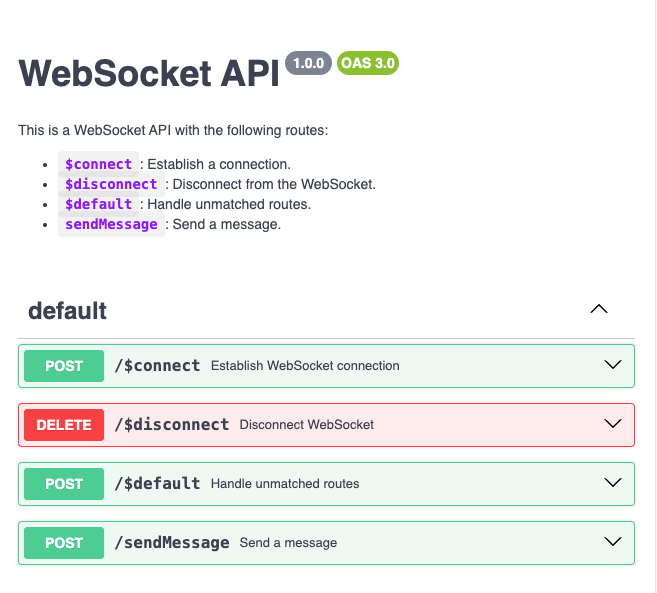 WebSocket API 1.0.0 OAS 3.0
This is a WebSocket API with the following routes:
• $connect : Establish a connection.
• $disconnect : Disconnect from the WebSocket.
• $default : Handle unmatched routes.
• sendMessage : Send a message.
default
POST /$connect Establish WebSocket connection
DELETE /$disconnect Disconnect WebSocket
POST /$default Handle unmatched routes
POST /sendMessage Send a message